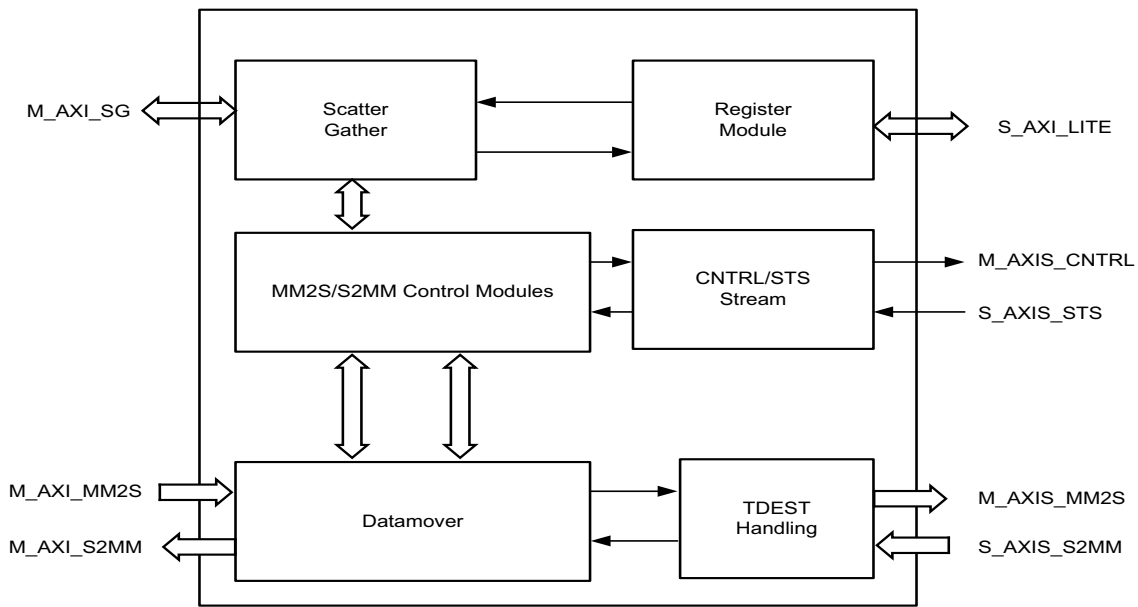 M_AXI_SG
Scatter
Gather
Register
Module
S_AXI_LITE
MM2S/S2MM Control Modules
CNTRL/STS
Stream
M_AXIS_CNTRL
S_AXIS_STS
M_AXI_MM2S
M_AXI_S2MM
Datamover
TDEST
Handling
M_AXIS_MM2S
S_AXIS_S2MM